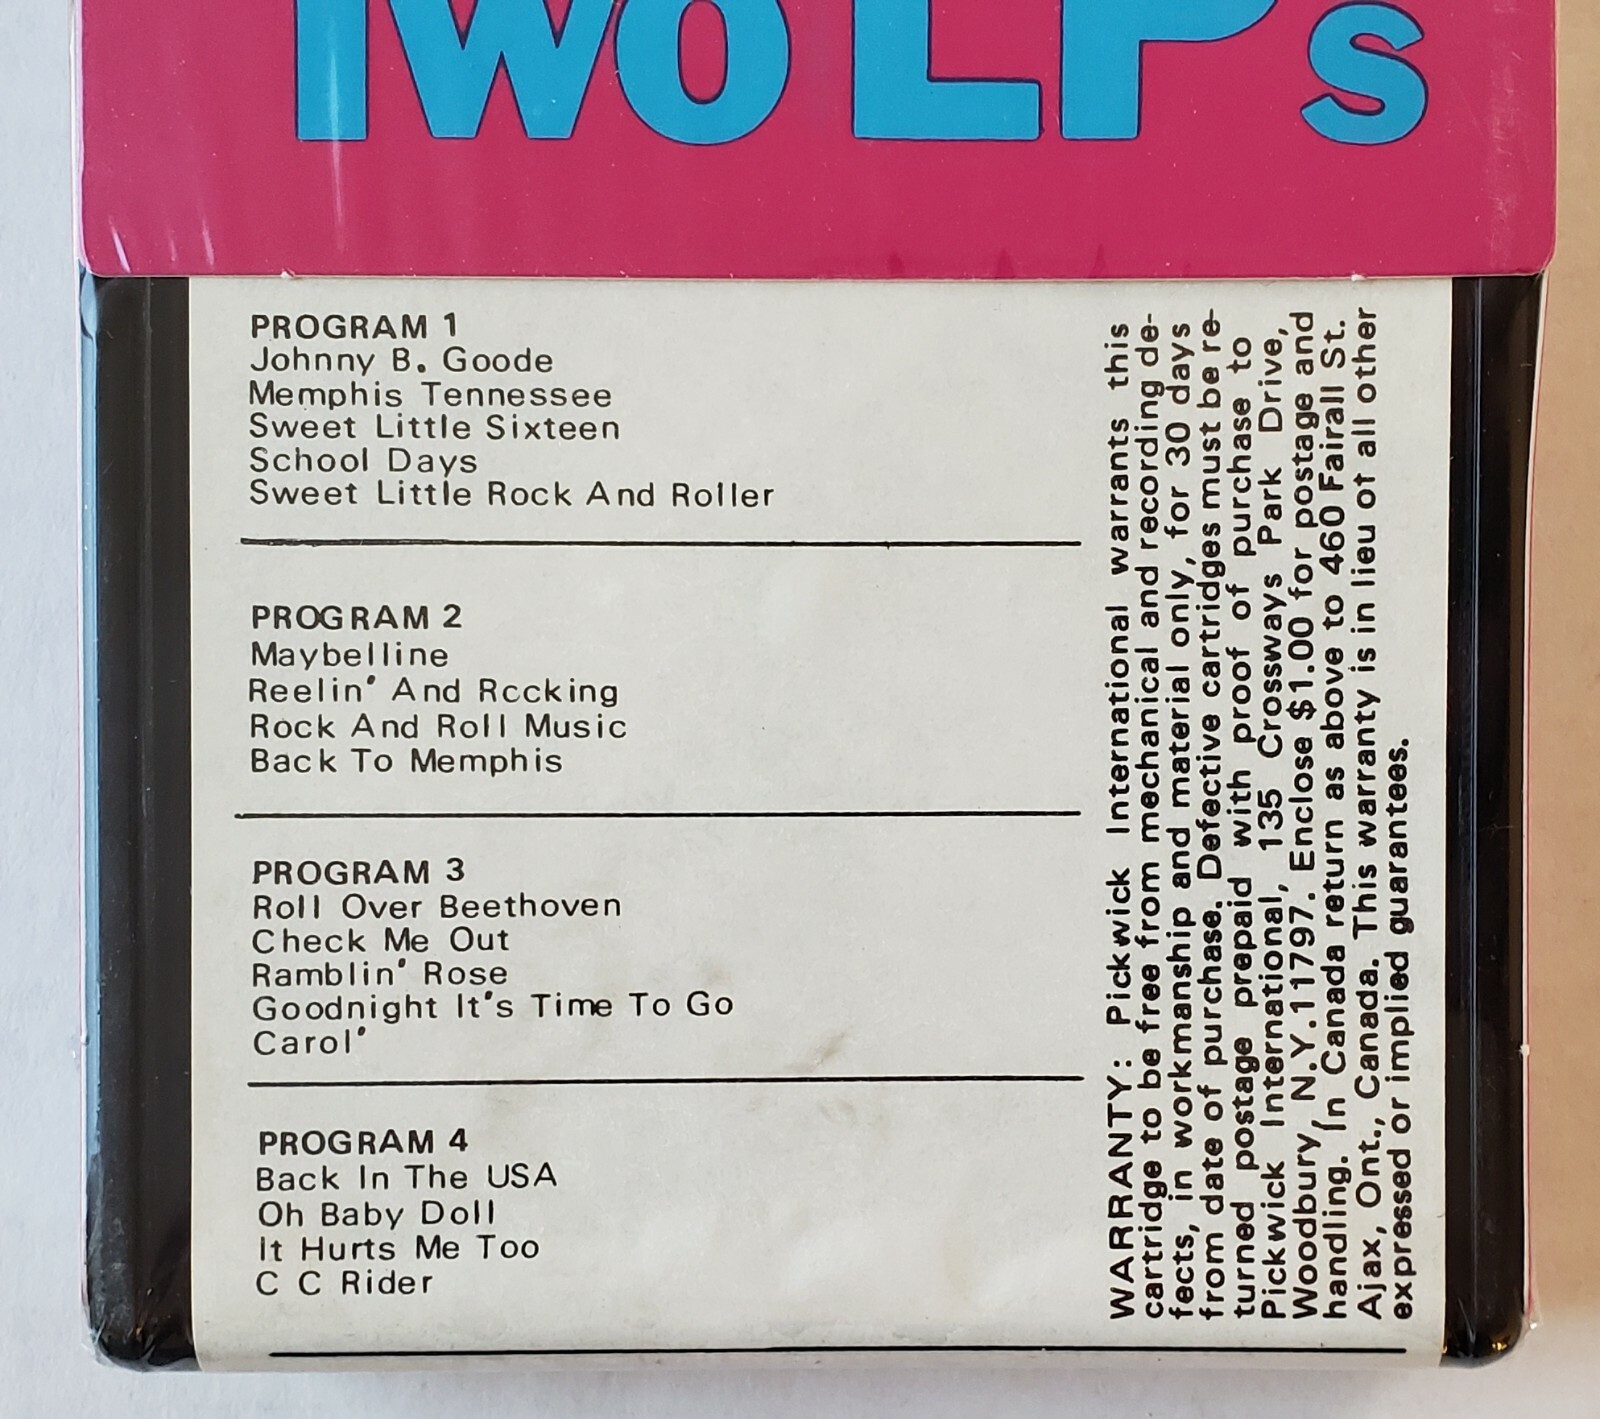 Two LPs
PROGRAM 1
Johnny B. Goode
Memphis Tennessee
Sweet Little Sixteen
School Days
Sweet Little Rock And Roller
PROGRAM 2
Maybelline
Reelin' And Rccking
Rock And Roll Music
Back To Memphis
PROGRAM 3
Roll Over Beethoven
Check Me Out
Ramblin' Rose
Goodnight It's Time To Go
Carol'
PROGRAM 4
Back In The USA
Oh Baby Doll
It Hurts Me Too
C C Rider
WARRANTY: Pickwick International warrants this
cartridge to be free from mechanical and recording de-
fects, in workmanship and material only, for 30 days
from date of purchase. Defective cartridges must be re-
turned postage prepaid with proof of purchase to
Pickwick International, 135 Crossways Park Drive,
Woodbury, N.Y.11797. Enclose $1.00 for postage and
handling. In Canada return as above to 460 Fairall St.
Ajax, Ont., Canada. This warranty is in lieu of all other
expressed or implied guarantees.